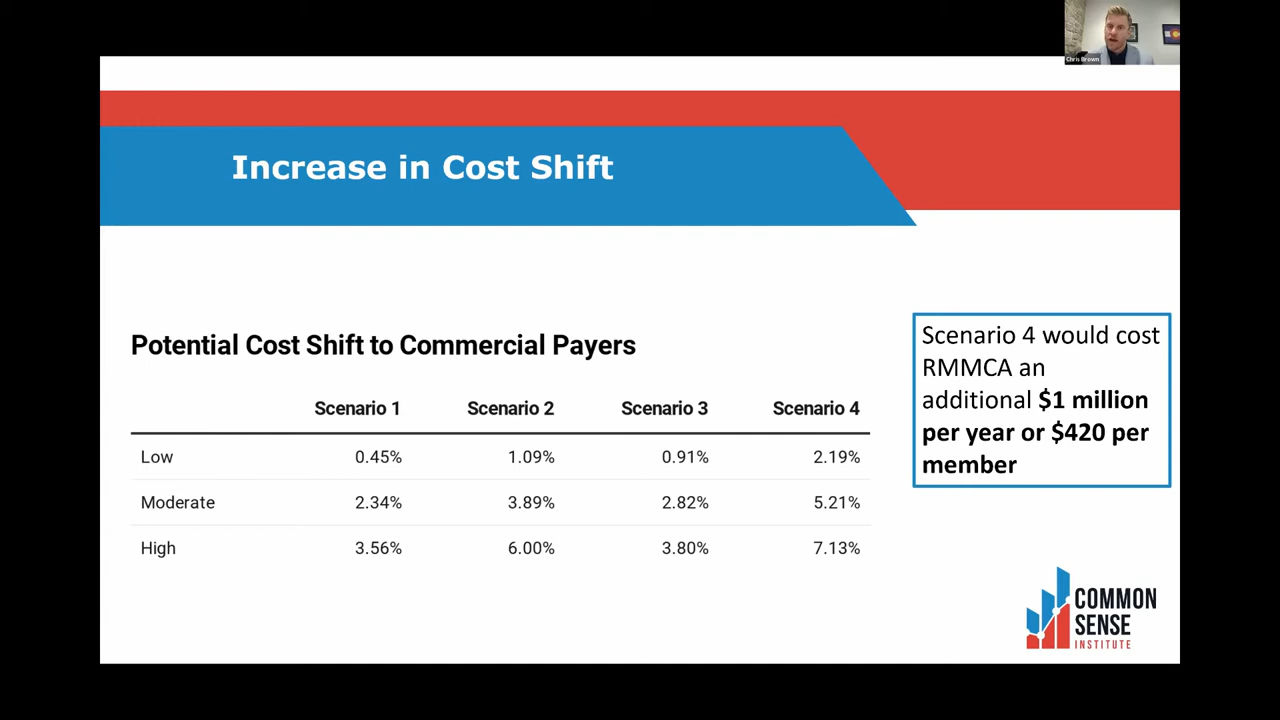 Chris Brown
Increase in Cost Shift
Potential Cost Shift to Commercial Payers
Scenario 1 Scenario 2 Scenario 3 Scenario 4
Low 0.45% 1.09% 0.91% 2.19%
Moderate 2.34% 3.89% 2.82% 5.21%
High 3.56% 6.00% 3.80% 7.13%
Scenario 4 would cost
RMMCA an
additional $1 million
per year or $420 per
member
COMMON
SENSE
INSTITUTE